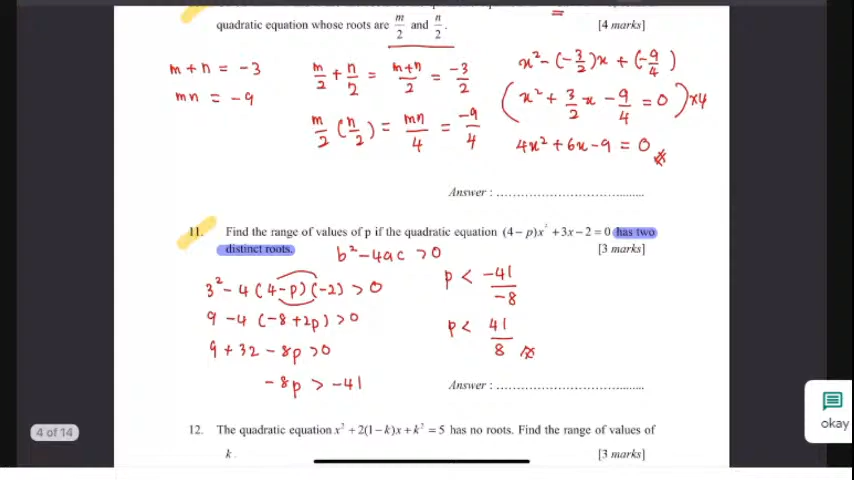 quadratic equation whose roots are m/2 and n/2. [4 marks]
m + n = -3
mn = -9
m/2 + n/2 = m+n/2 = -3/2
m/2 (n/2) = mn/4 = -9/4
x² - (-3/2)x + (-9/4)
(x² + 3/2 x - 9/4 = 0) ×4
4x² + 6x - 9 = 0
Answer : ....................................
11. Find the range of values of p if the quadratic equation (4 − p)x² + 3x − 2 = 0 has two
distinct roots. [3 marks]
b² - 4ac > 0
3² - 4(4-p)(-2) > 0
9 - 4(-8+2p) > 0
9 + 32 - 8p > 0
-8p > -41
p < -41/-8
p < 41/8
Answer : ....................................
12. The quadratic equation x² + 2(1 − k)x + k² = 5 has no roots. Find the range of values of
k . [3 marks]
4 of 14
okay